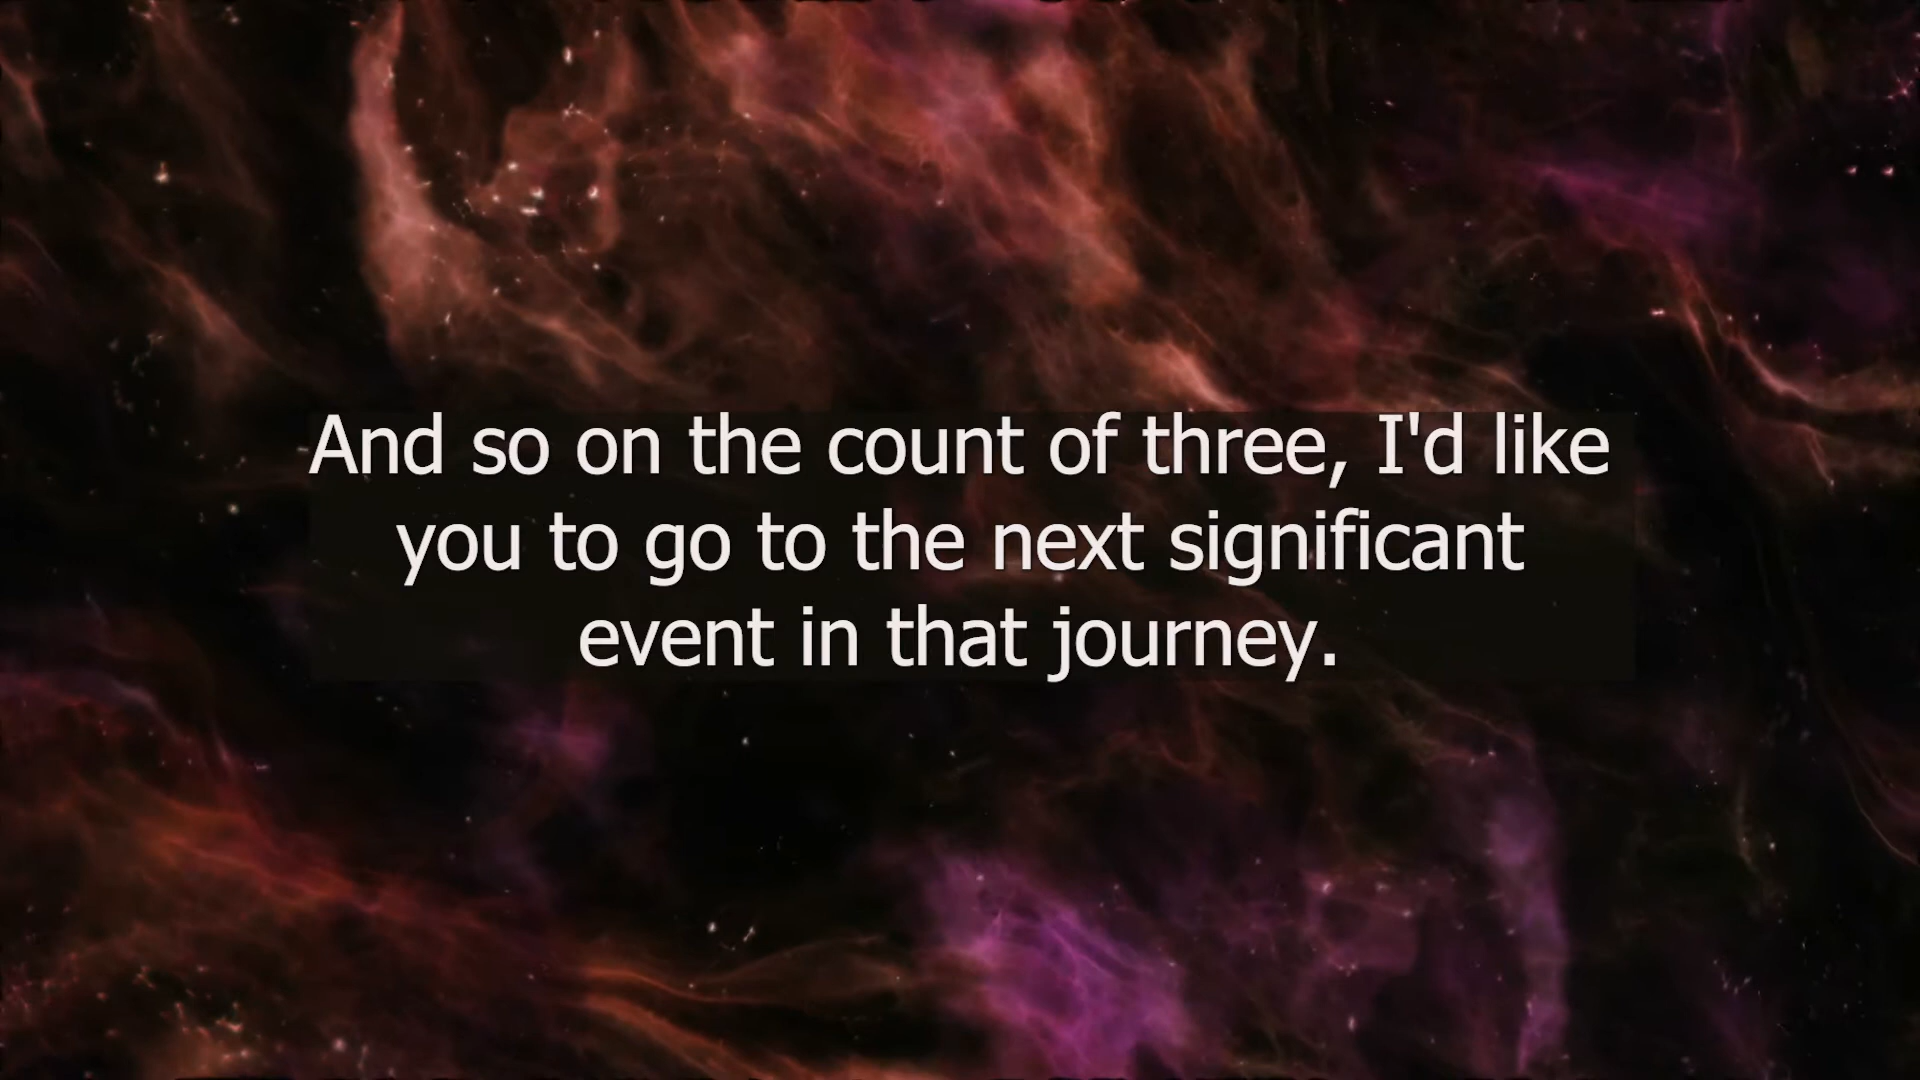 And so on the count of three, I'd like
you to go to the next significant
event in that journey.